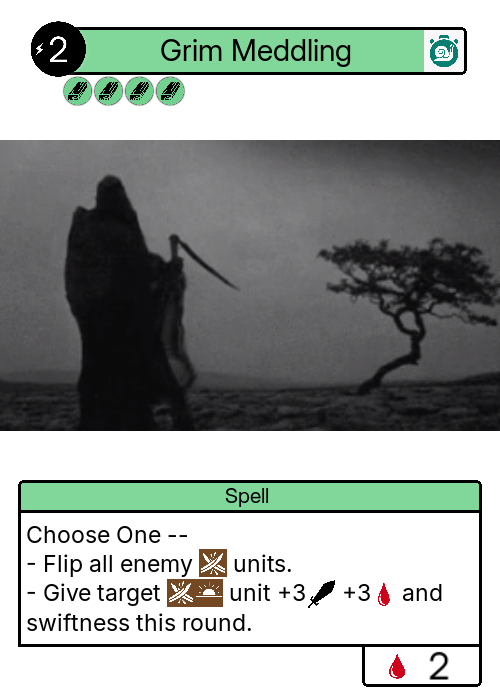 2
Grim Meddling
Spell
Choose One --
- Flip all enemy units.
- Give target unit +3 +3 and
swiftness this round.
2